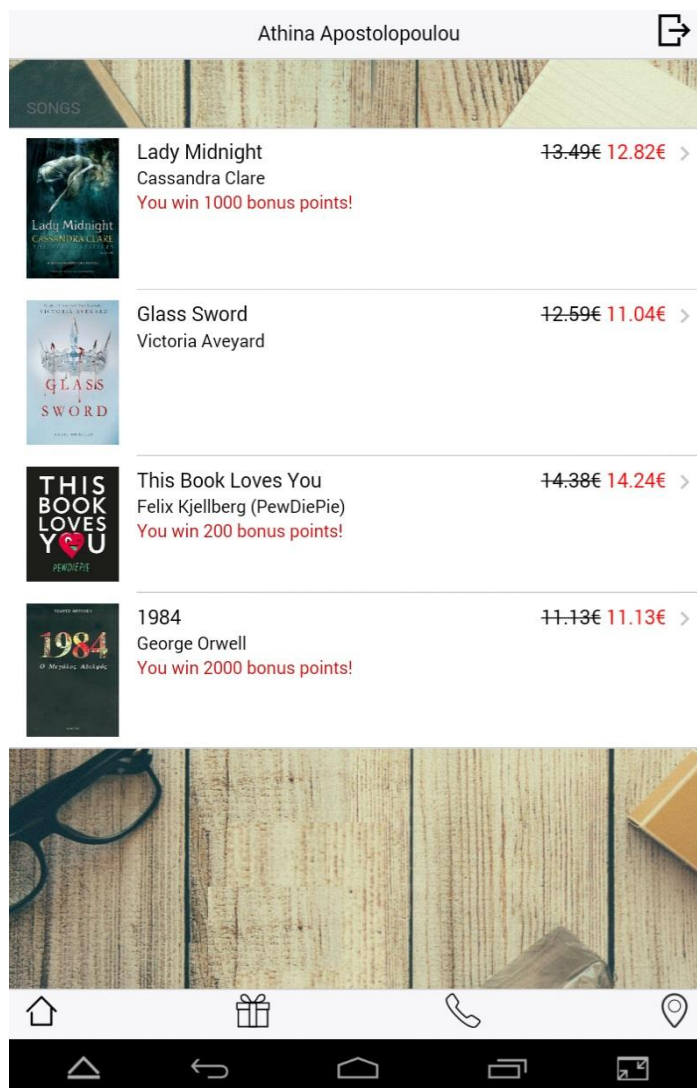 Athina Apostolopoulou
SONGS
Lady Midnight
CASSANDRA CLARE
Lady Midnight
Cassandra Clare
You win 1000 bonus points!
13.49€ 12.82€
VICTORIA AVEYARD
GLASS
SWORD
Glass Sword
Victoria Aveyard
12.59€ 11.04€
THIS
BOOK
LOVES
YOU
PEWDIEPIE
This Book Loves You
Felix Kjellberg (PewDiePie)
You win 200 bonus points!
14.38€ 14.24€
1984
Ο Μεγάλος Αδελφός
1984
George Orwell
You win 2000 bonus points!
11.13€ 11.13€